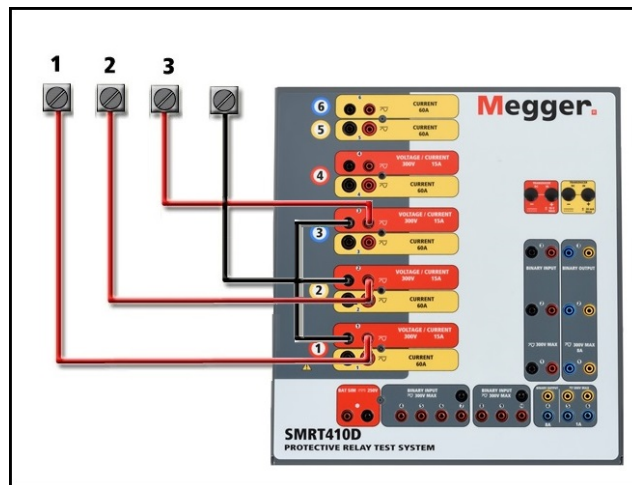 1 2 3
Megger.
6 CURRENT
60A
5 CURRENT
60A
4 VOLTAGE / CURRENT
300V 15A
CURRENT
60A
VOLTAGE / CURRENT
300V 15A
3 CURRENT
60A
VOLTAGE / CURRENT
300V 15A
2 CURRENT
60A
VOLTAGE / CURRENT
300V 15A
1 CURRENT
60A
BINARY INPUT BINARY OUTPUT
300V MAX 300V MAX
8A
BINARY INPUT
300V MAX
BINARY INPUT
300V MAX
SMRT410D
PROTECTIVE RELAY TEST SYSTEM